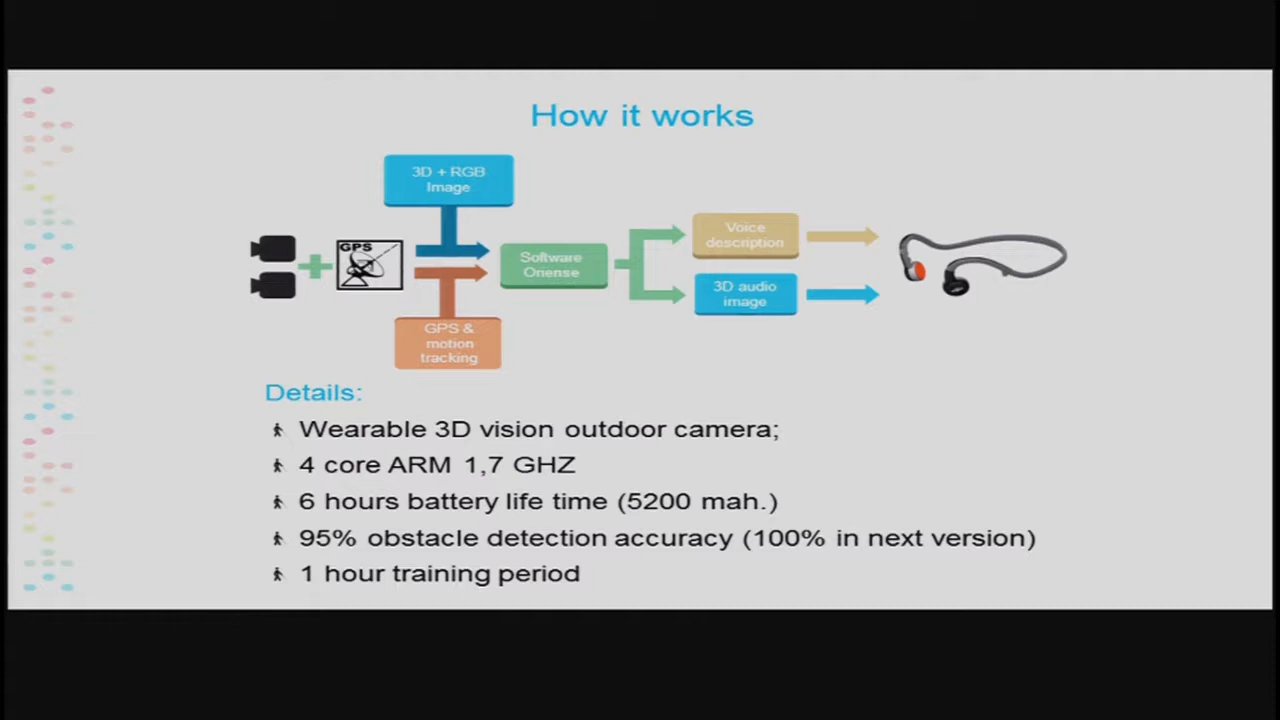 How it works
3D + RGB
Image
GPS
Software
Oriense
Voice
description
3D audio
image
GPS &
motion
tracking
Details:
Wearable 3D vision outdoor camera;
4 core ARM 1,7 GHZ
6 hours battery life time (5200 mah.)
95% obstacle detection accuracy (100% in next version)
1 hour training period